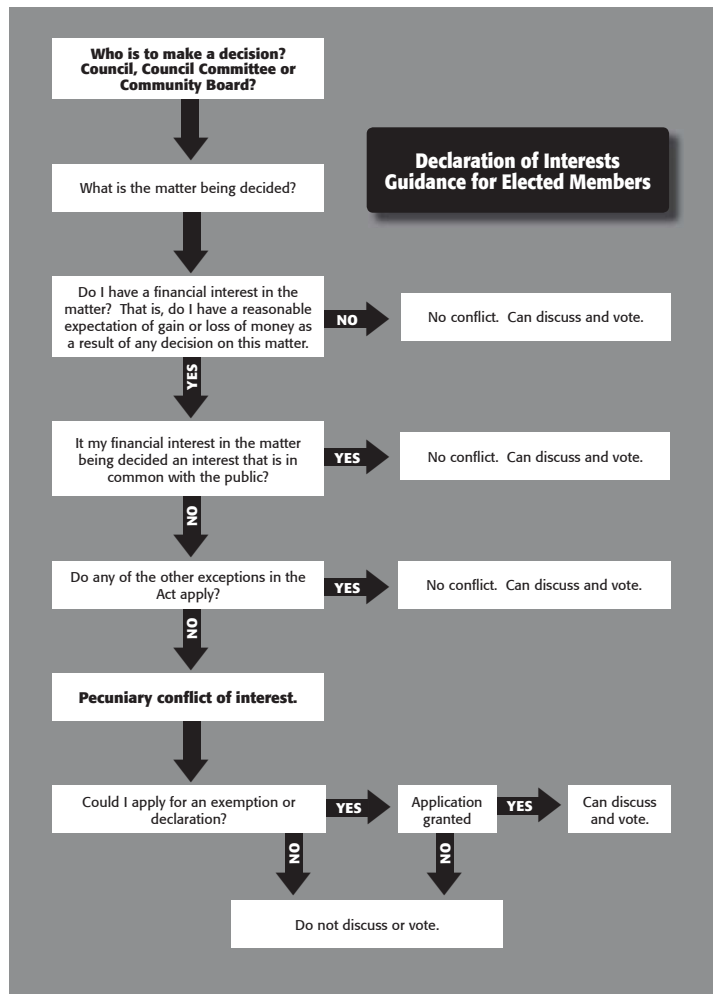 Who is to make a decision?
Council, Council Committee or
Community Board?
Declaration of Interests
Guidance for Elected Members
What is the matter being decided?
Do I have a financial interest in the
matter?  That is, do I have a reasonable
expectation of gain or loss of money as
a result of any decision on this matter.
NO
No conflict.  Can discuss and vote.
YES
It my financial interest in the matter
being decided an interest that is in
common with the public?
YES
No conflict.  Can discuss and vote.
NO
Do any of the other exceptions in the
Act apply?
YES
No conflict.  Can discuss and vote.
NO
Pecuniary conflict of interest.
Could I apply for an exemption or
declaration?
YES
Application
granted
YES
Can discuss
and vote.
NO
NO
Do not discuss or vote.